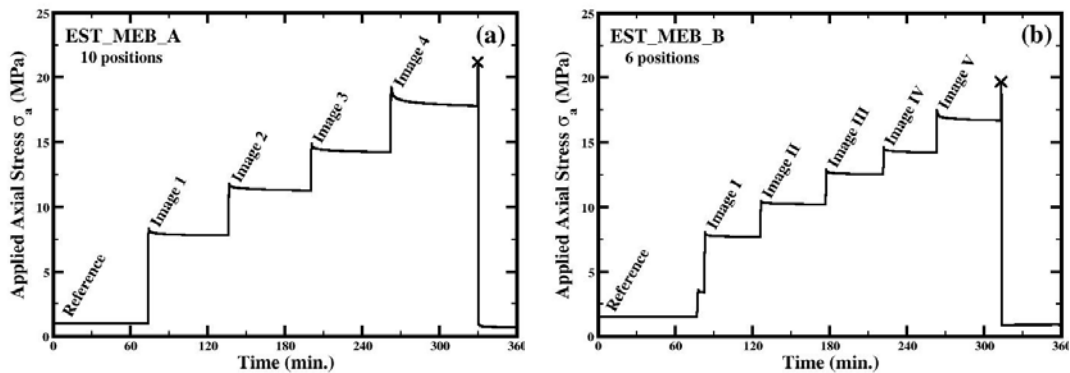 EST_MEB_A
10 positions
(a)
Reference
Image 1
Image 2
Image 3
Image 4
Applied Axial Stress σa (MPa)
25
20
15
10
5
0
0 60 120 180 240 300 360
Time (min.)
EST_MEB_B
6 positions
(b)
Reference
Image I
Image II
Image III
Image IV
Image V
Applied Axial Stress σa (MPa)
25
20
15
10
5
0
0 60 120 180 240 300 360
Time (min.)